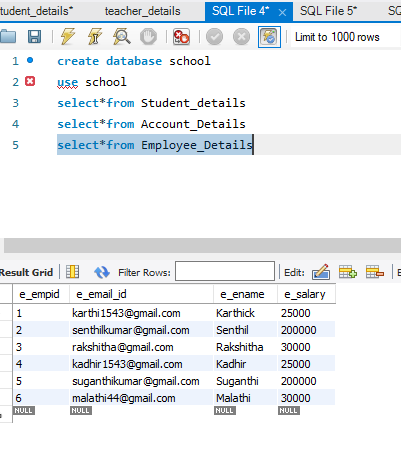 tudent_details* teacher_details SQL File 4* SQL File 5*
Limit to 1000 rows
1 create database school
2 use school
3 select*from Student_details
4 select*from Account_Details
5 select*from Employee_Details
Result Grid Filter Rows: Edit:
e_empid e_email_id e_ename e_salary
1 karthi1543@gmail.com Karthick 25000
2 senthilkumar@gmail.com Senthil 200000
3 rakshitha@gmail.com Rakshitha 30000
4 kadhir1543@gmail.com Kadhir 25000
5 suganthikumar@gmail.com Suganthi 200000
6 malathi44@gmail.com Malathi 30000
NULL NULL NULL NULL